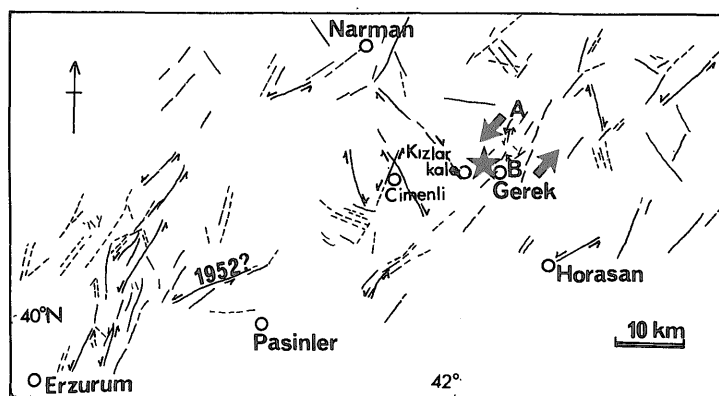 Narman
A
Kızlar
kale
B
Cimenli
Gerek
1952?
Horasan
40°N
Pasinler
10 km
Erzurum
42°